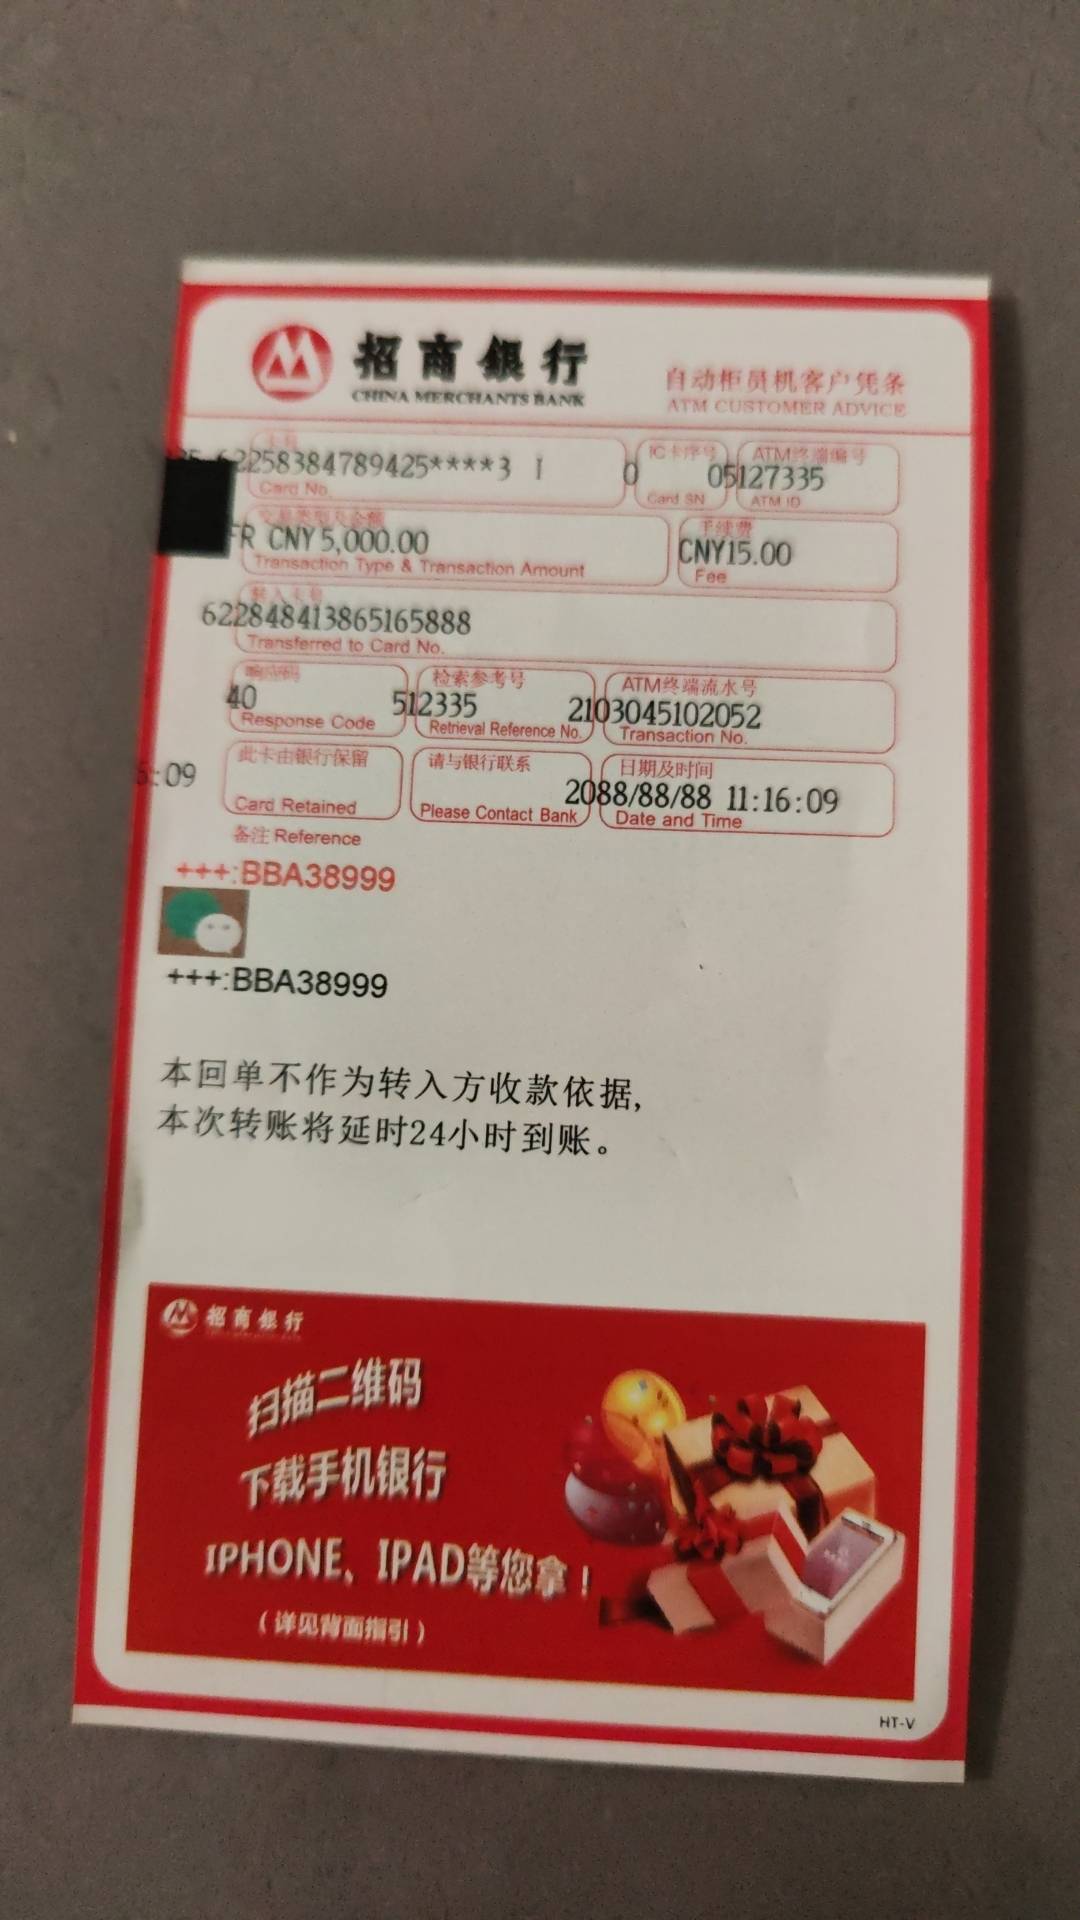 招商银行
CHINA MERCHANTS BANK
自动柜员机客户凭条
ATM CUSTOMER ADVICE
卡号
62258384789425****3 1
Card No.
IC卡序号
0
Card SN
ATM终端编号
05127335
ATM ID
交易类型及金额
FR CNY5,000.00
Transaction Type & Transaction Amount
手续费
CNY15.00
Fee
转入卡号
6228484138651​65888
Transferred to Card No.
响应码
40
Response Code
检索参考号
512335
Retrieval Reference No.
ATM终端流水号
2103045102052
Transaction No.
:09
此卡由银行保留
Card Retained
请与银行联系
Please Contact Bank
日期及时间
2088/88/88 11:16:09
Date and Time
备注 Reference
+++:BBA38999
+++:BBA38999
本回单不作为转入方收款依据,
本次转账将延时24小时到账。
招商银行
扫描二维码
下载手机银行
IPHONE、IPAD等您拿！
（详见背面指引）
HT-V